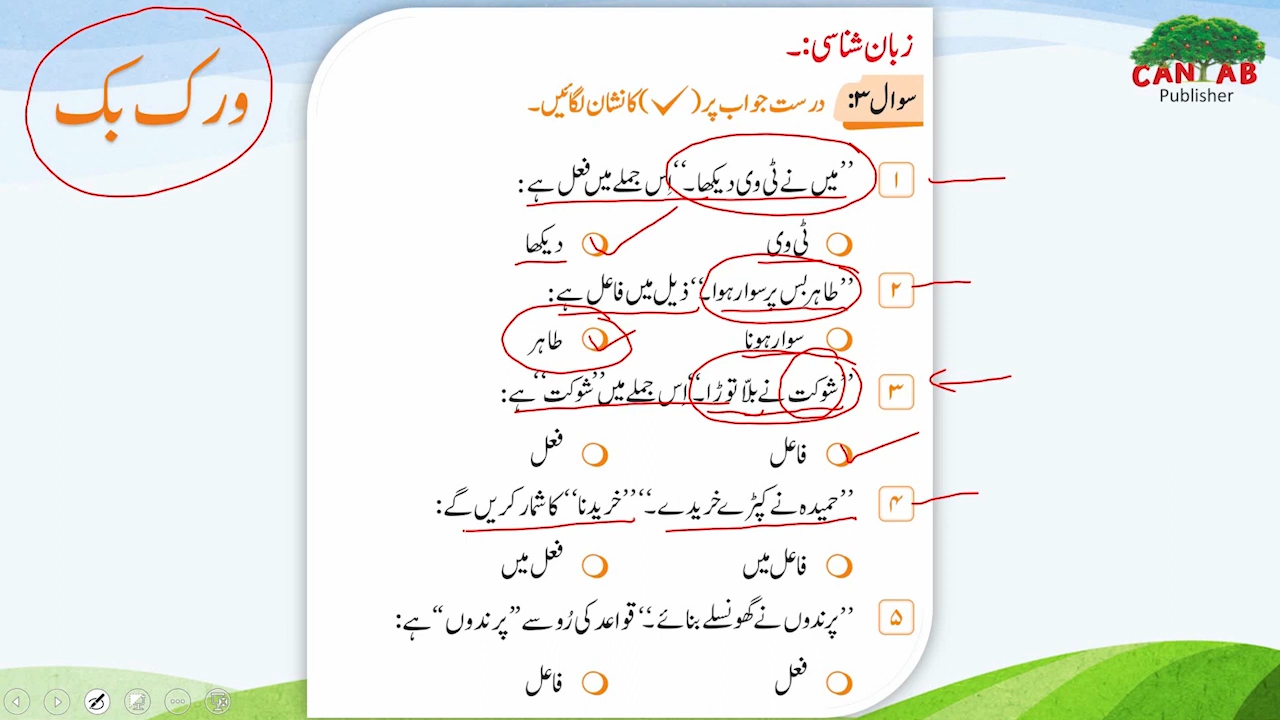 ورک بک
CANTAB
Publisher
زبان شناسی:۔
سوال ۳: درست جواب پر (✓) کا نشان لگائیں۔
۱ ”میں نے ٹی وی دیکھا۔“ اِس جملے میں فعل ہے:
ٹی وی دیکھا
۲ ”طاہر بس پر سوار ہوا۔“ ذیل میں فاعل ہے:
سوار ہونا طاہر
۳ ”شوکت نے بلّا توڑا۔“ اِس جملے میں ”شوکت“ ہے:
فاعل فعل
۴ ”حمیدہ نے کپڑے خریدے۔“ ”خریدنا“ کا شمار کریں گے:
فاعل میں فعل میں
۵ ”پرندوں نے گھونسلے بنائے۔“ قواعد کی رُو سے ”پرندوں“ ہے:
فعل فاعل